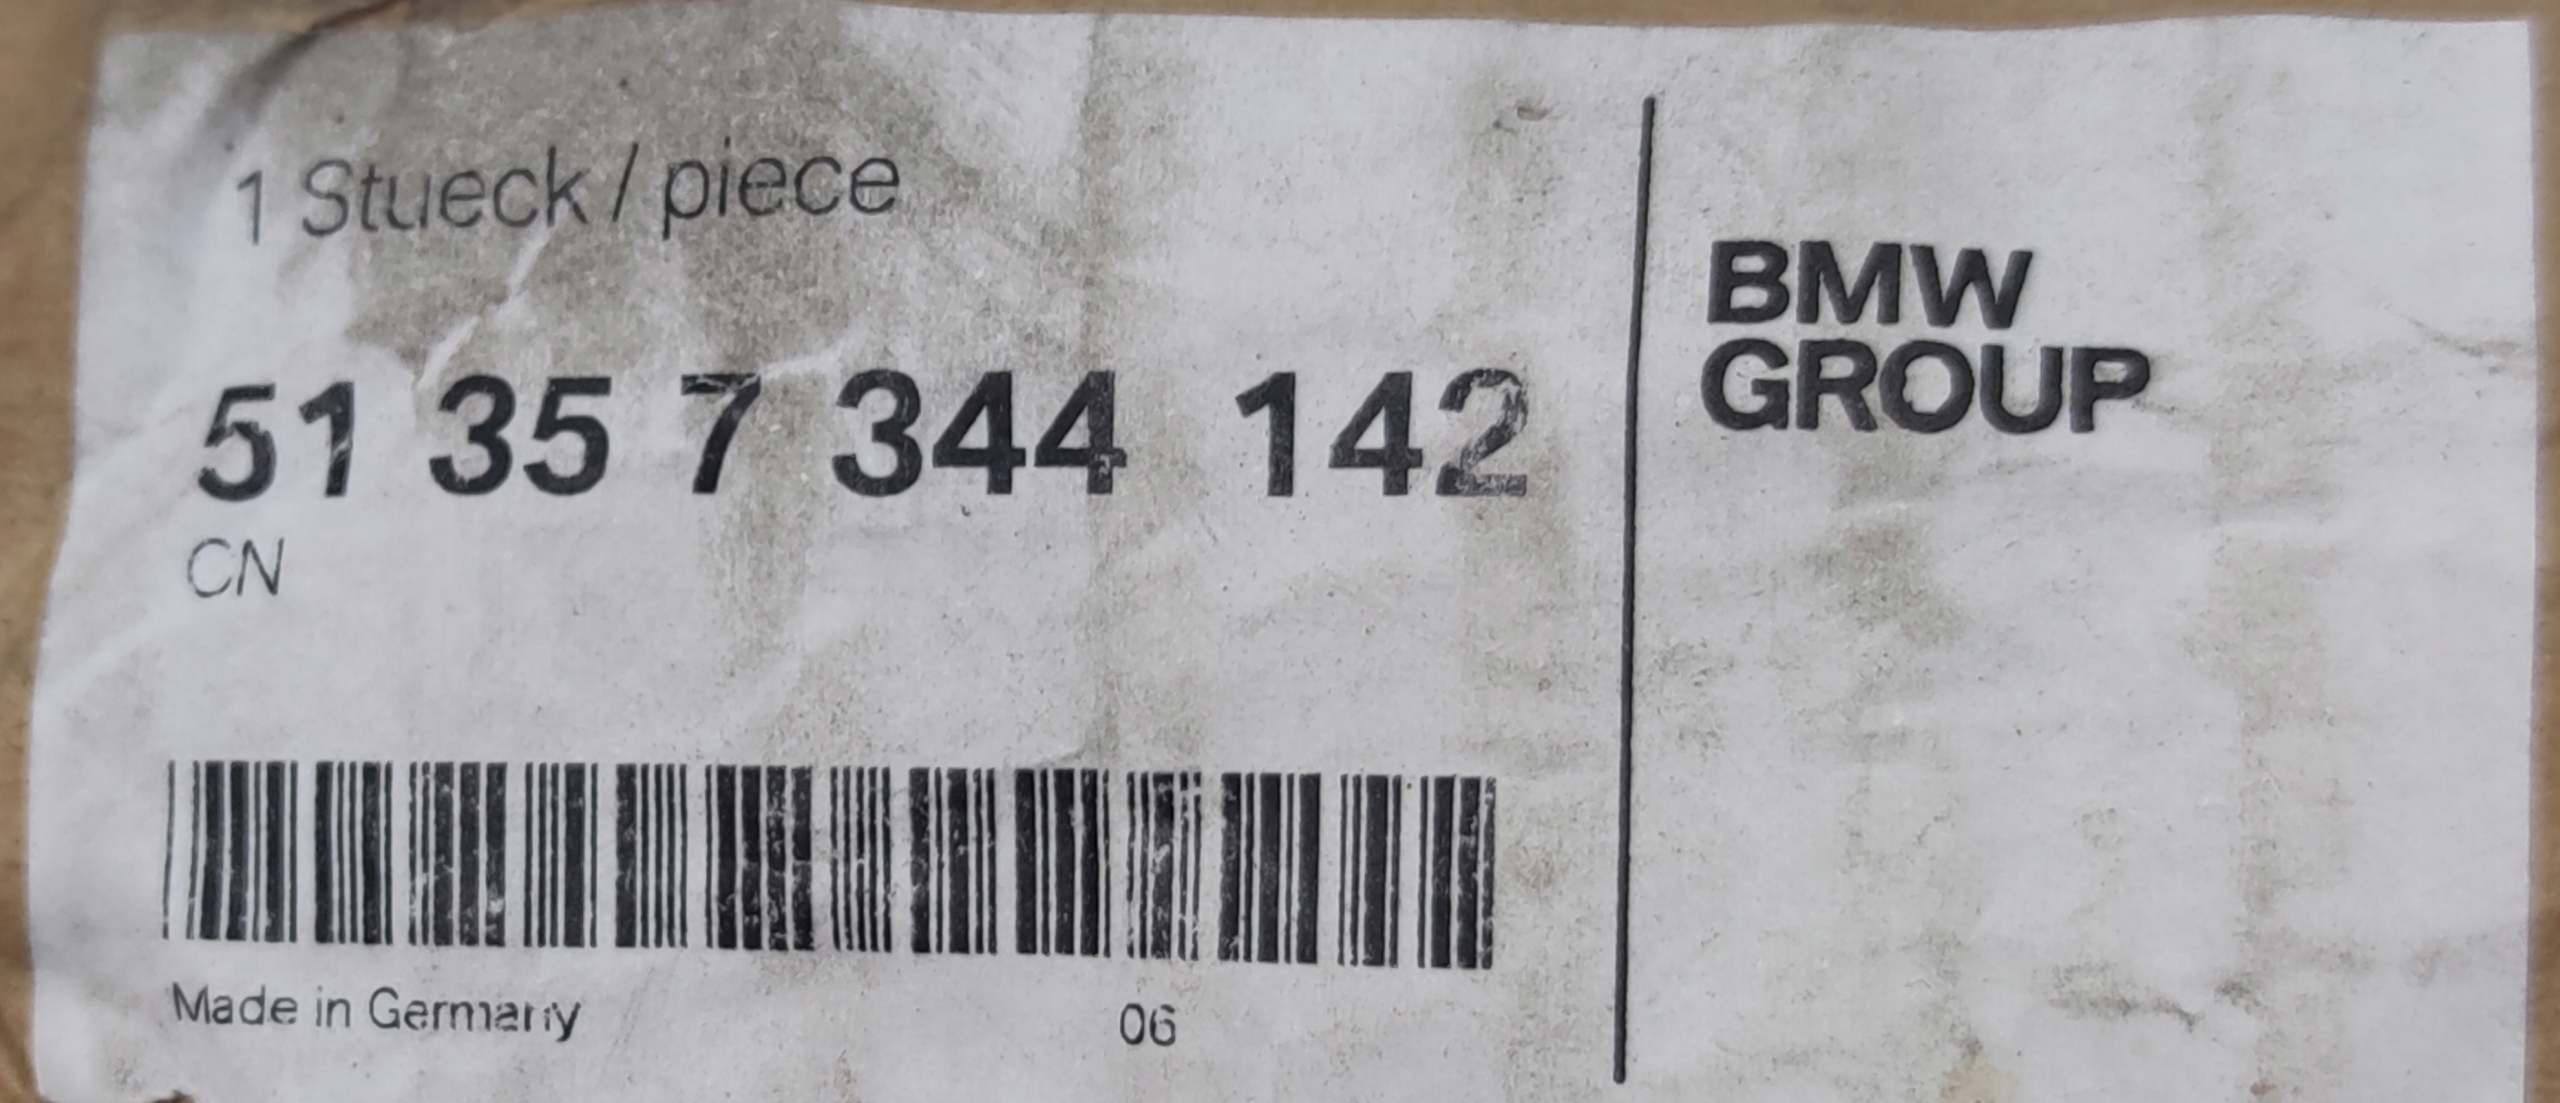 1 Stueck / piece
51 35 7 344 142
CN
Made in Germany
06
BMW
GROUP